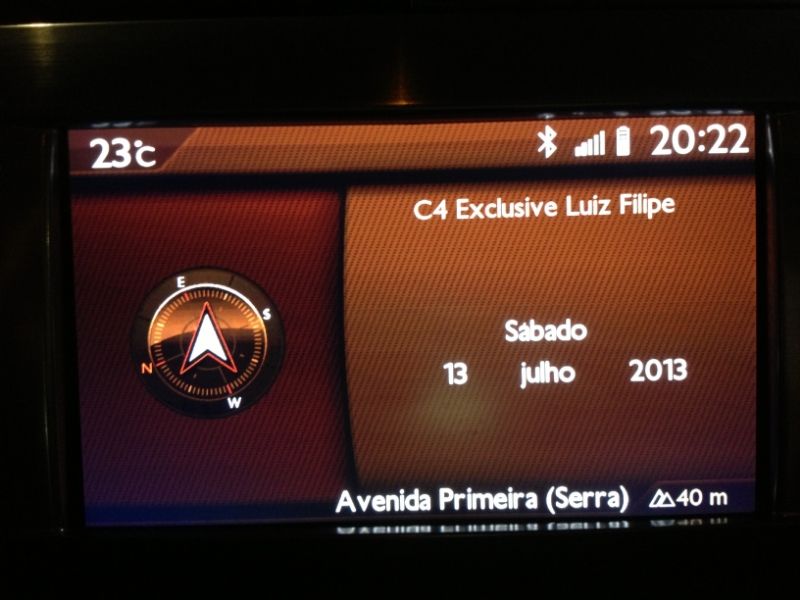 23°C 20:22
C4 Exclusive Luiz Filipe
E
S
N
W
Sábado
13 julho 2013
Avenida Primeira (Serra) 40 m